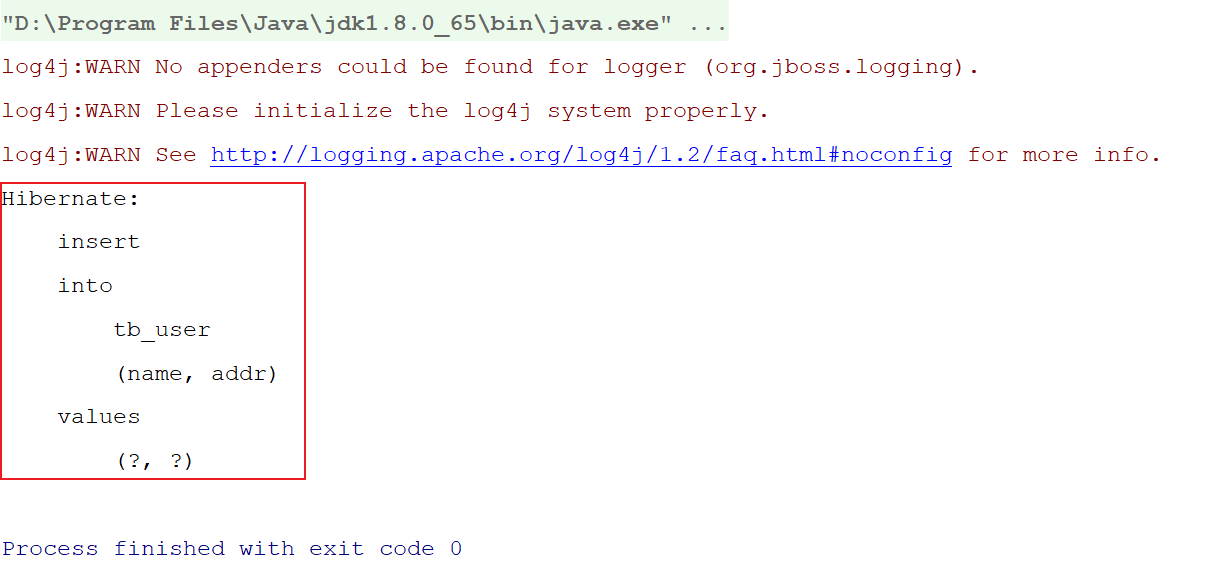 "D:\Program Files\Java\jdk1.8.0_65\bin\java.exe" ...
log4j:WARN No appenders could be found for logger (org.jboss.logging).
log4j:WARN Please initialize the log4j system properly.
log4j:WARN See http://logging.apache.org/log4j/1.2/faq.html#noconfig for more info.
Hibernate:
    insert
    into
        tb_user
        (name, addr)
    values
        (?, ?)
Process finished with exit code 0